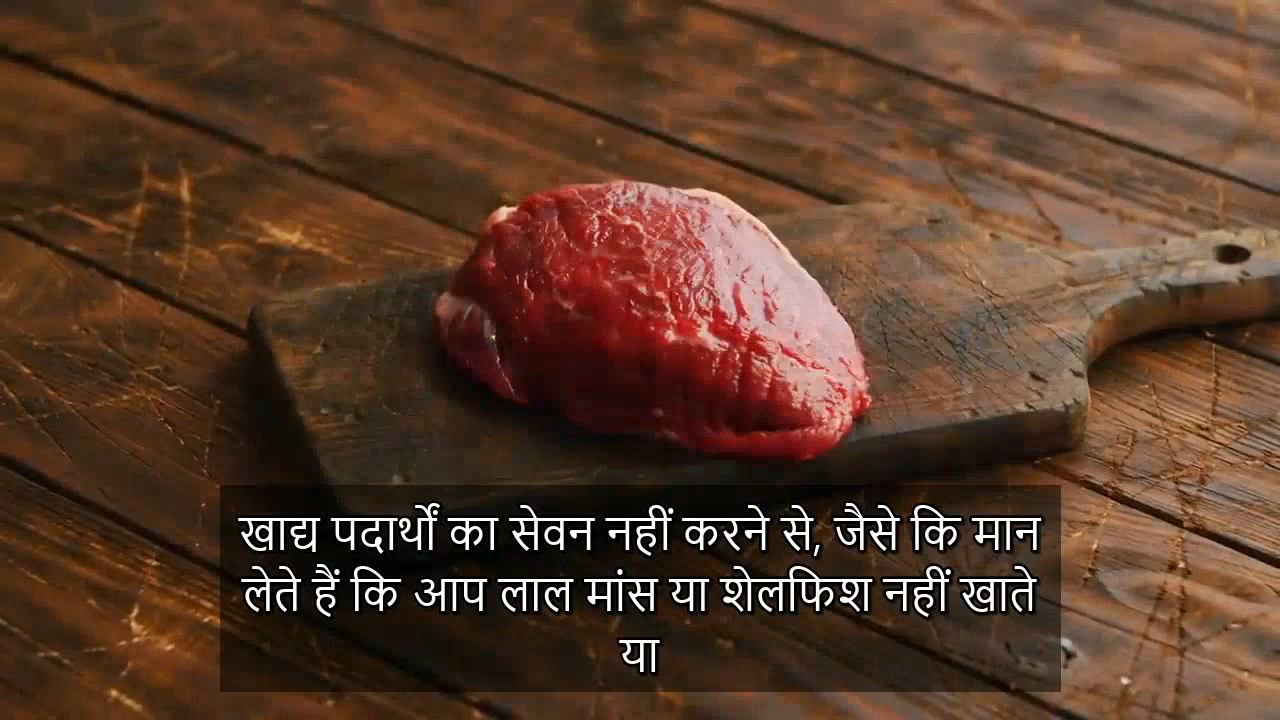 खाद्य पदार्थों का सेवन नहीं करने से, जैसे कि मान
लेते हैं कि आप लाल मांस या शेलफिश नहीं खाते
या